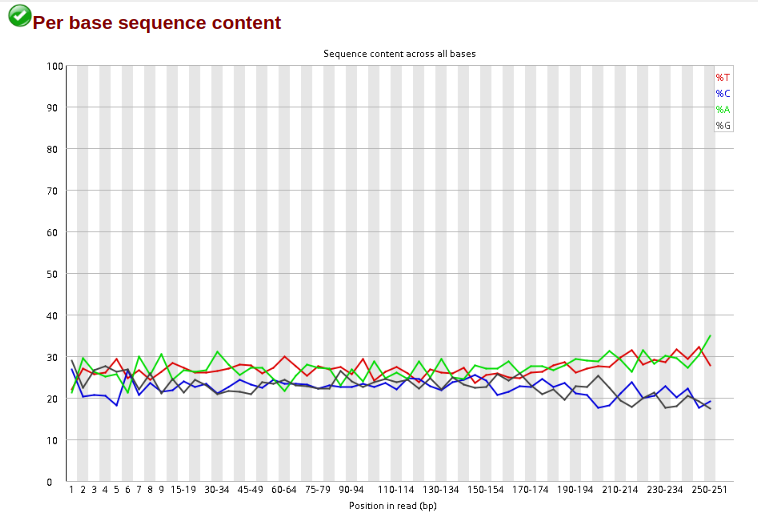 Per base sequence content
Sequence content across all bases
%T
%C
%A
%G
100
90
80
70
60
50
40
30
20
10
0
1 2 3 4 5 6 7 8 9 15-19 30-34 45-49 60-64 75-79 90-94 110-114 130-134 150-154 170-174 190-194 210-214 230-234 250-251
Position in read (bp)